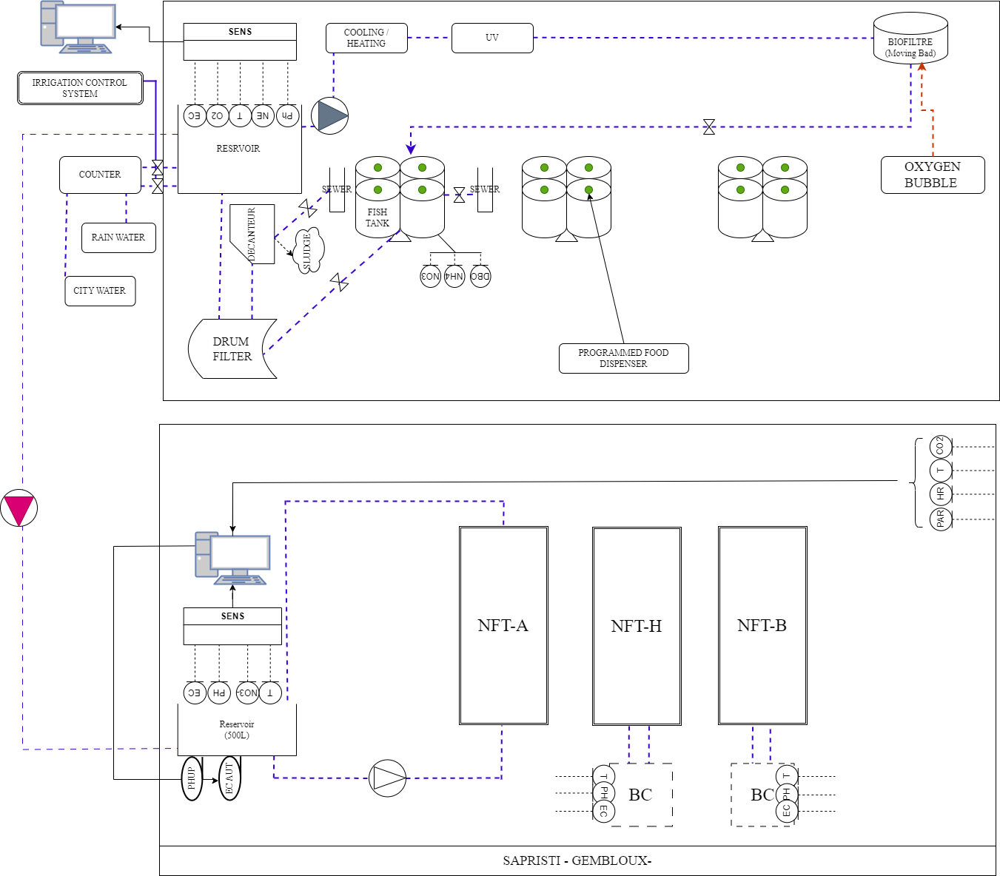 SENS
COOLING /
HEATING
UV
BIOFILTRE
(Moving Bad)
IRRIGATION CONTROL
SYSTEM
EC
O2
T
NE
Ph
RESRVOIR
COUNTER
OXYGEN
BUBBLE
SEWER
SEWER
FISH
TANK
DECANTEUR
SLUDGE
RAIN WATER
CITY WATER
NO3
NH4
DBO
DRUM
FILTER
PROGRAMMED FOOD
DISPENSER
CO2
T
HR
PAR
SENS
NFT-A
NFT-H
NFT-B
EC
PH
NO3-
T
Reservoir
(500L)
PHUP
EC AUT
T
PH
EC
BC
BC
T
PH
EC
SAPRISTI - GEMBLOUX-